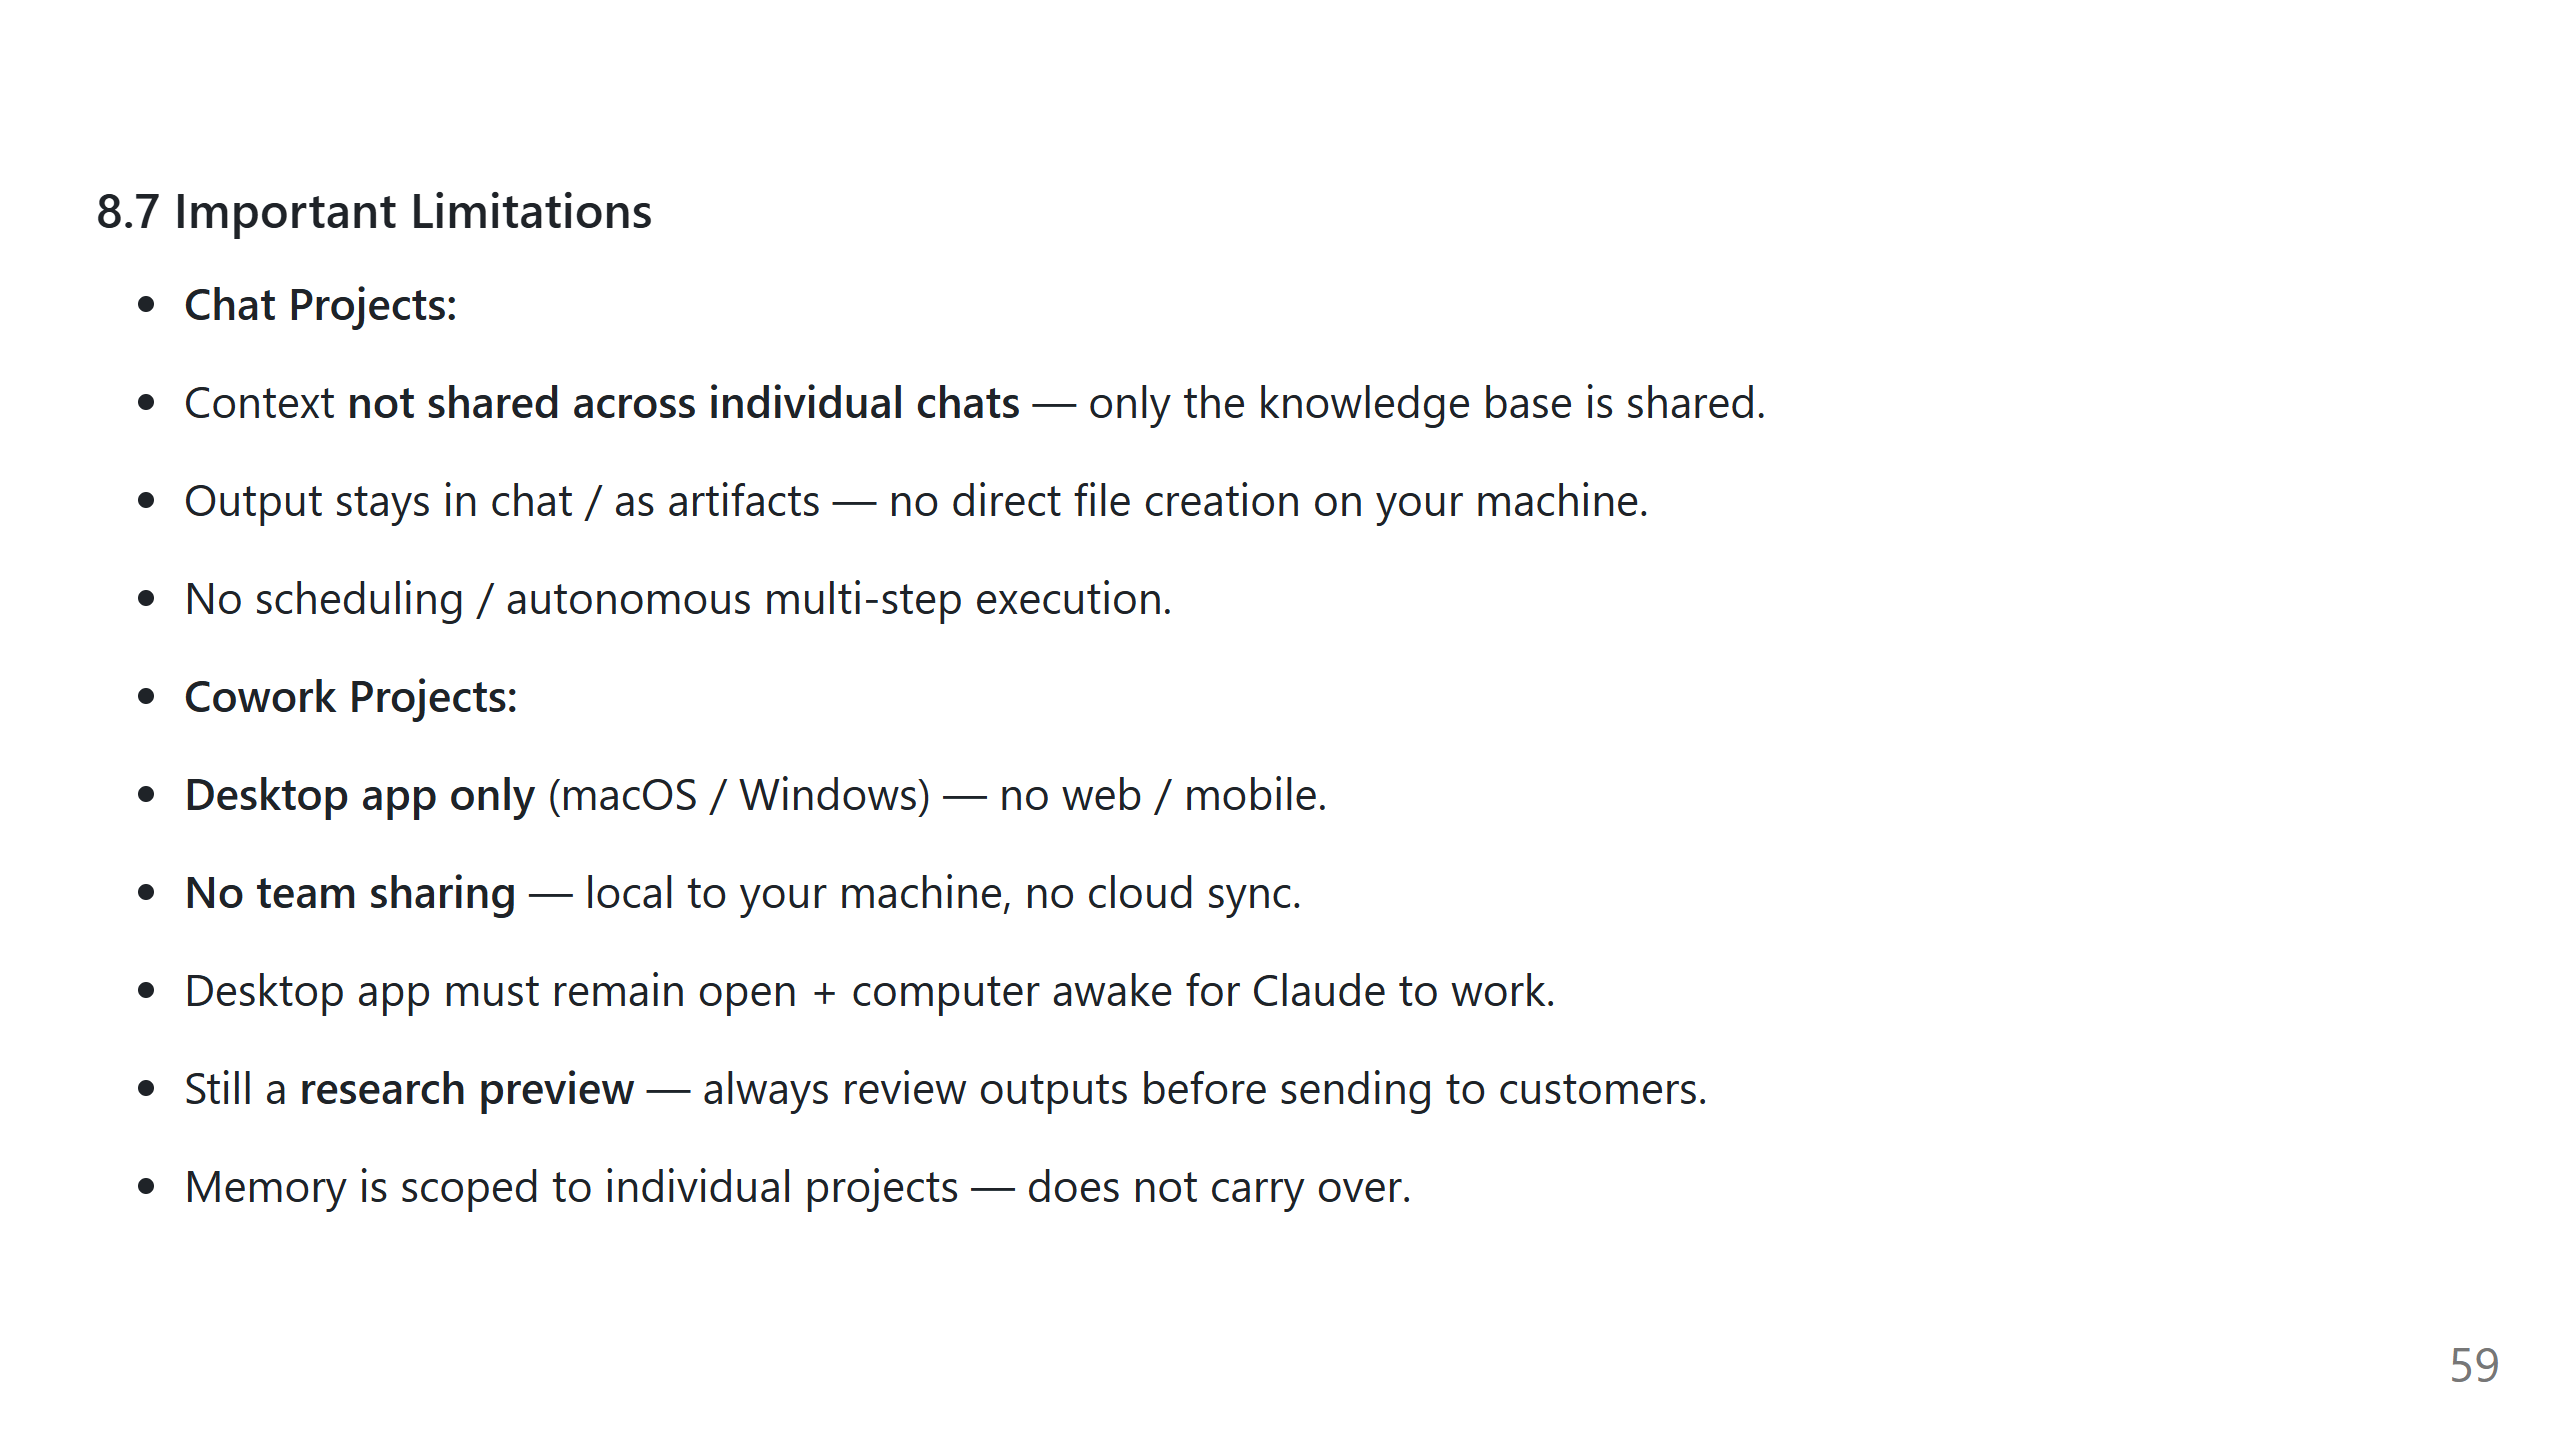 8.7 Important Limitations
• Chat Projects:
• Context not shared across individual chats — only the knowledge base is shared.
• Output stays in chat / as artifacts — no direct file creation on your machine.
• No scheduling / autonomous multi-step execution.
• Cowork Projects:
• Desktop app only (macOS / Windows) — no web / mobile.
• No team sharing — local to your machine, no cloud sync.
• Desktop app must remain open + computer awake for Claude to work.
• Still a research preview — always review outputs before sending to customers.
• Memory is scoped to individual projects — does not carry over.
59